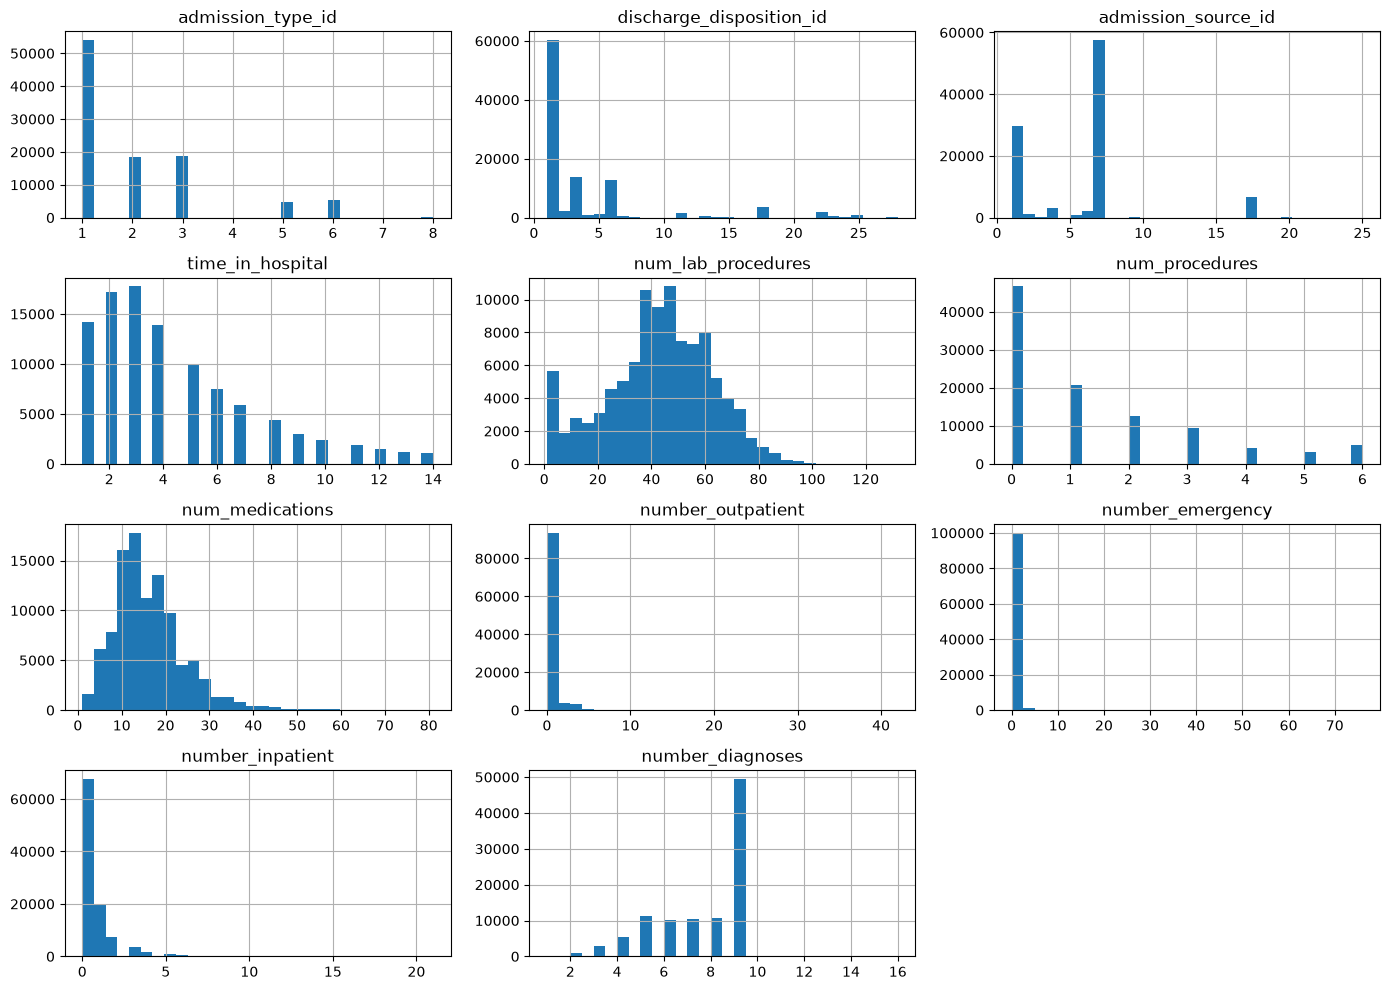 admission_type_id
50000
40000
30000
20000
10000
0
1 2 3 4 5 6 7 8
discharge_disposition_id
60000
40000
20000
0
0 5 10 15 20 25
admission_source_id
60000
40000
20000
0
0 5 10 15 20 25
time_in_hospital
15000
10000
5000
0
2 4 6 8 10 12 14
num_lab_procedures
10000
8000
6000
4000
2000
0
0 20 40 60 80 100 120
num_procedures
40000
30000
20000
10000
0
0 1 2 3 4 5 6
num_medications
15000
10000
5000
0
0 10 20 30 40 50 60 70 80
number_outpatient
80000
60000
40000
20000
0
0 10 20 30 40
number_emergency
100000
80000
60000
40000
20000
0
0 10 20 30 40 50 60 70
number_inpatient
60000
40000
20000
0
0 5 10 15 20
number_diagnoses
50000
40000
30000
20000
10000
0
2 4 6 8 10 12 14 16